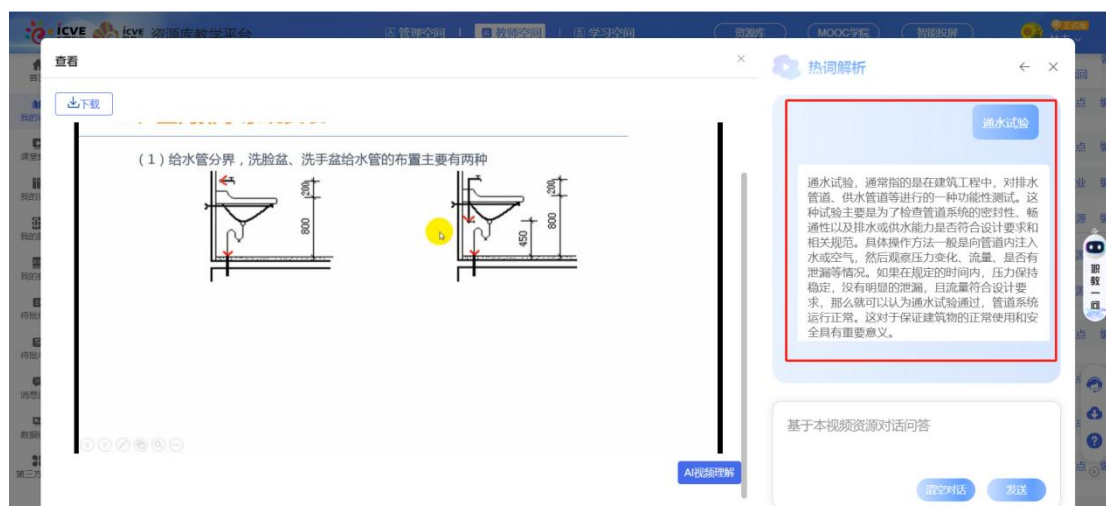 icve icve 资源库教学平台
管理空间 | 教师空间 | 学习空间
资源库 MOOC学院 智能投屏
查看
下载
(1)给水管分界，洗脸盆、洗手盆给水管的布置主要有两种
200
800
200
800
450
AI视频理解
热词解析
通水试验
通水试验，通常指的是在建筑工程中，对排水
管道、供水管道等进行的一种功能性测试。这
种试验主要是为了检查管道系统的密封性、畅
通性以及排水或供水能力是否符合设计要求和
相关规范。具体操作方法一般是向管道内注入
水或空气，然后观察压力变化、流量、是否有
泄漏等情况。如果在规定的时间内，压力保持
稳定，没有明显的泄漏，且流量符合设计要
求，那么就可以认为通水试验通过，管道系统
运行正常。这对于保证建筑物的正常使用和安
全具有重要意义。
基于本视频资源对话问答
清空对话 发送
职教一问